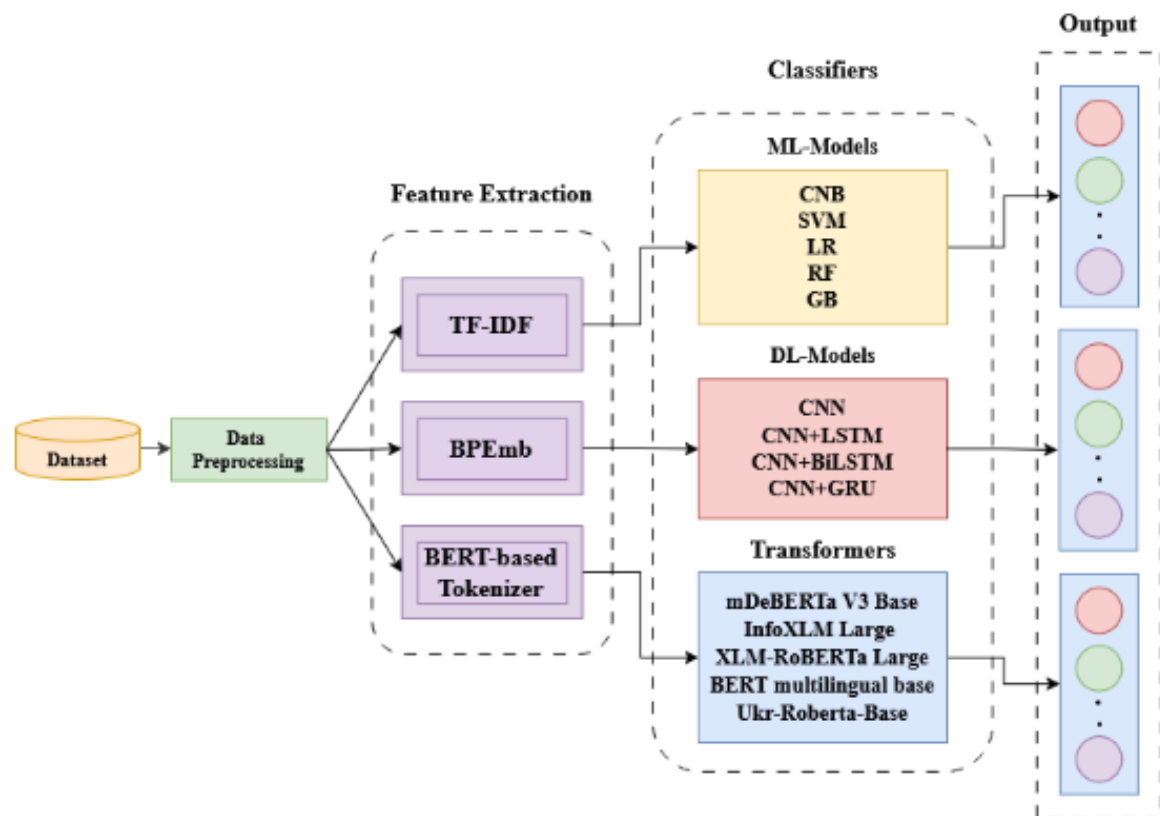 Output
Classifiers
ML-Models
Feature Extraction
CNB
SVM
LR
RF
GB
TF-IDF
DL-Models
Dataset
Data
Preprocessing
BPEmb
CNN
CNN+LSTM
CNN+BiLSTM
CNN+GRU
BERT-based
Tokenizer
Transformers
mDeBERTa V3 Base
InfoXLM Large
XLM-RoBERTa Large
BERT multilingual base
Ukr-Roberta-Base